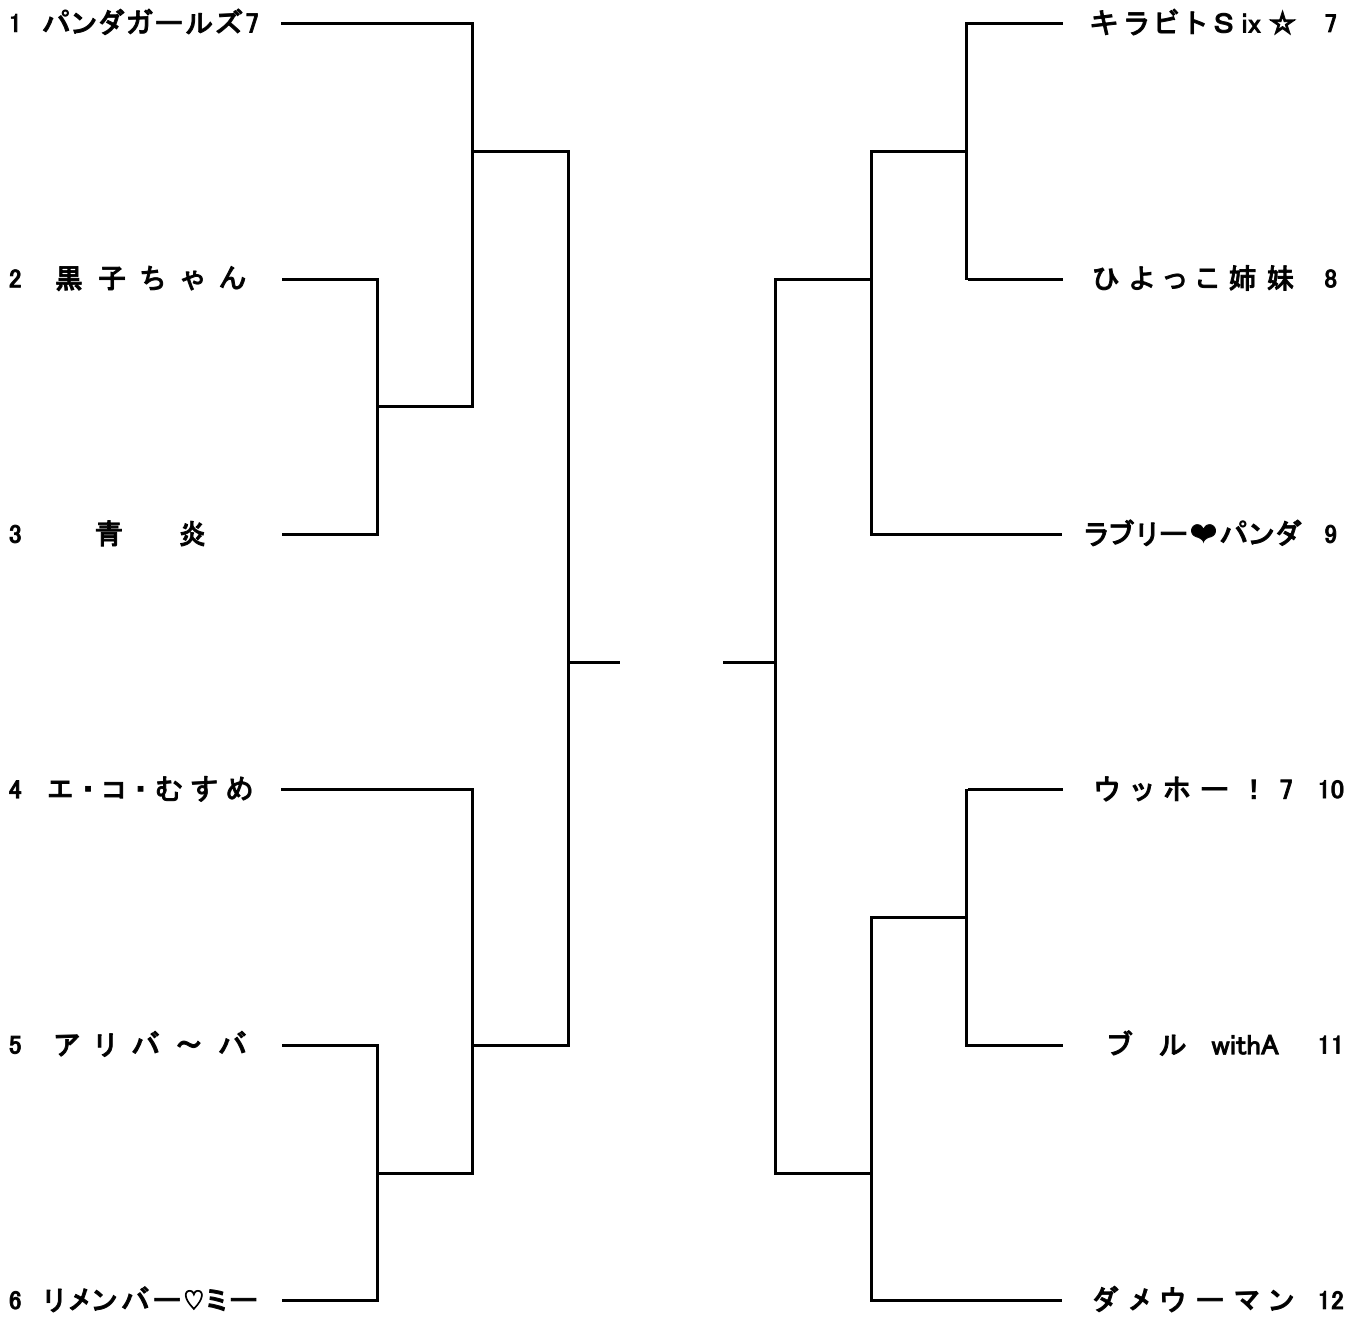 1 パンダガールズ7
キラビトSix☆ 7
2 黒子ちゃん
ひよっこ姉妹 8
3 青炎
ラブリー❤パンダ 9
4 エ・コ・むすめ
ウッホー!7 10
5 アリバ～バ
ブル withA 11
6 リメンバー♡ミー
ダメウーマン 12